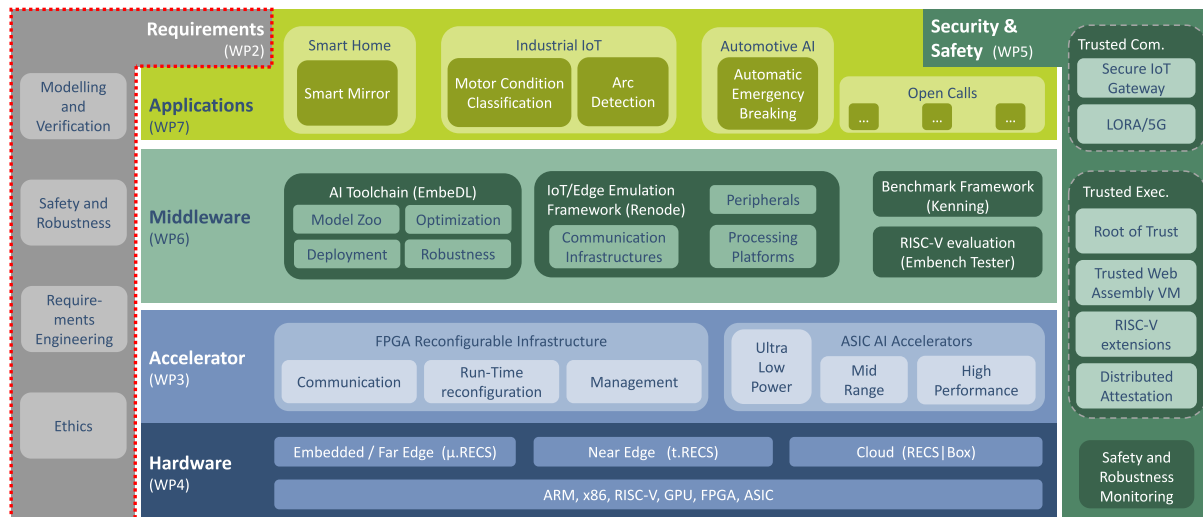 Requirements
(WP2)
Modelling and
Verification
Safety and
Robustness
Require-
ments
Engineering
Ethics
Applications
(WP7)
Smart Home
Smart Mirror
Industrial IoT
Motor Condition
Classification
Arc
Detection
Automotive AI
Automatic
Emergency
Breaking
Open Calls
...
...
...
Middleware
(WP6)
AI Toolchain (EmbeDL)
Model Zoo
Optimization
Deployment
Robustness
IoT/Edge Emulation
Framework (Renode)
Peripherals
Communication
Infrastructures
Processing
Platforms
Benchmark Framework
(Kenning)
RISC-V evaluation
(Embench Tester)
Accelerator
(WP3)
FPGA Reconfigurable Infrastructure
Communication
Run-Time
reconfiguration
Management
ASIC AI Accelerators
Ultra
Low
Power
Mid
Range
High
Performance
Hardware
(WP4)
Embedded / Far Edge (μ.RECS)
Near Edge (t.RECS)
Cloud (RECS|Box)
ARM, x86, RISC-V, GPU, FPGA, ASIC
Security &
Safety (WP5)
Trusted Com.
Secure IoT
Gateway
LORA/5G
Trusted Exec.
Root of Trust
Trusted Web
Assembly VM
RISC-V
extensions
Distributed
Attestation
Safety and
Robustness
Monitoring